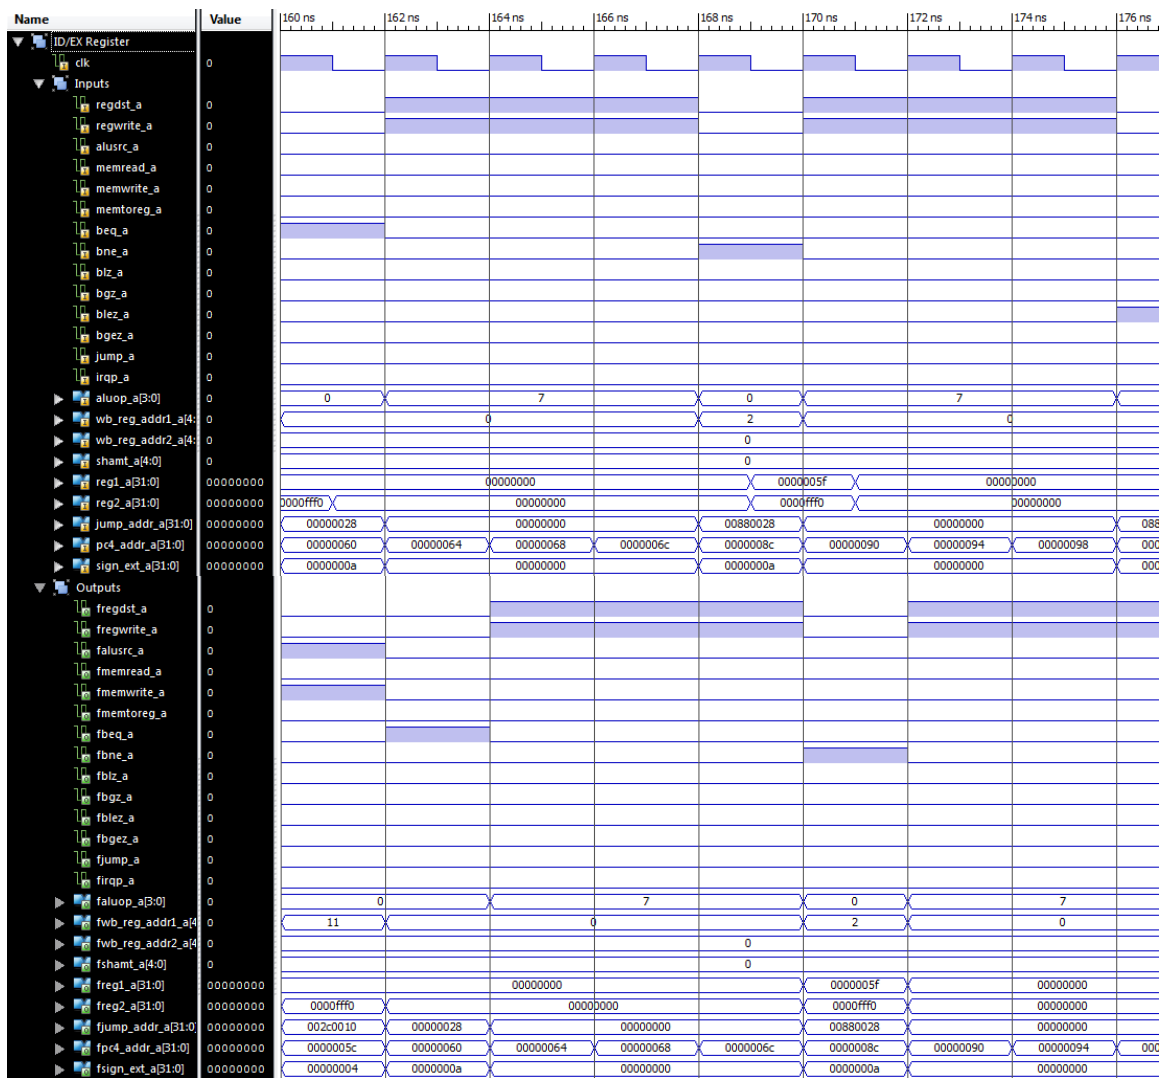 Name Value 160 ns 162 ns 164 ns 166 ns 168 ns 170 ns 172 ns 174 ns 176 ns
ID/EX Register
clk 0
Inputs
regdst_a 0
regwrite_a 0
alusrc_a 0
memread_a 0
memwrite_a 0
memtoreg_a 0
beq_a 0
bne_a 0
blz_a 0
bgz_a 0
blez_a 0
bgez_a 0
jump_a 0
irqp_a 0
aluop_a[3:0] 0 0 7 0 7
wb_reg_addr1_a[4: 0 0 2 0
wb_reg_addr2_a[4: 0 0
shamt_a[4:0] 0 0
reg1_a[31:0] 00000000 00000000 0000005f 00000000
reg2_a[31:0] 00000000 0000fff0 00000000 0000fff0 00000000
jump_addr_a[31:0] 00000000 00000028 00000000 00880028 00000000 088
pc4_addr_a[31:0] 00000000 00000060 00000064 00000068 0000006c 0000008c 00000090 00000094 00000098 000
sign_ext_a[31:0] 00000000 0000000a 00000000 0000000a 00000000 000
Outputs
fregdst_a 0
fregwrite_a 0
falusrc_a 0
fmemread_a 0
fmemwrite_a 0
fmemtoreg_a 0
fbeq_a 0
fbne_a 0
fblz_a 0
fbgz_a 0
fblez_a 0
fbgez_a 0
fjump_a 0
firqp_a 0
faluop_a[3:0] 0 0 7 0 7
fwb_reg_addr1_a[4 0 11 0 2 0
fwb_reg_addr2_a[4 0 0
fshamt_a[4:0] 0 0
freg1_a[31:0] 00000000 00000000 0000005f 00000000
freg2_a[31:0] 00000000 0000fff0 00000000 0000fff0 00000000
fjump_addr_a[31:0] 00000000 002c0010 00000028 00000000 00880028 00000000
fpc4_addr_a[31:0] 00000000 0000005c 00000060 00000064 00000068 0000006c 0000008c 00000090 00000094 000
fsign_ext_a[31:0] 00000000 00000004 0000000a 00000000 0000000a 00000000